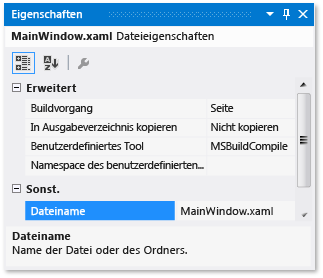 Eigenschaften
MainWindow.xaml Dateieigenschaften
Erweitert
Buildvorgang Seite
In Ausgabeverzeichnis kopieren Nicht kopieren
Benutzerdefiniertes Tool MSBuildCompile
Namespace des benutzerdefinierten...
Sonst.
Dateiname MainWindow.xaml
Dateiname
Name der Datei oder des Ordners.